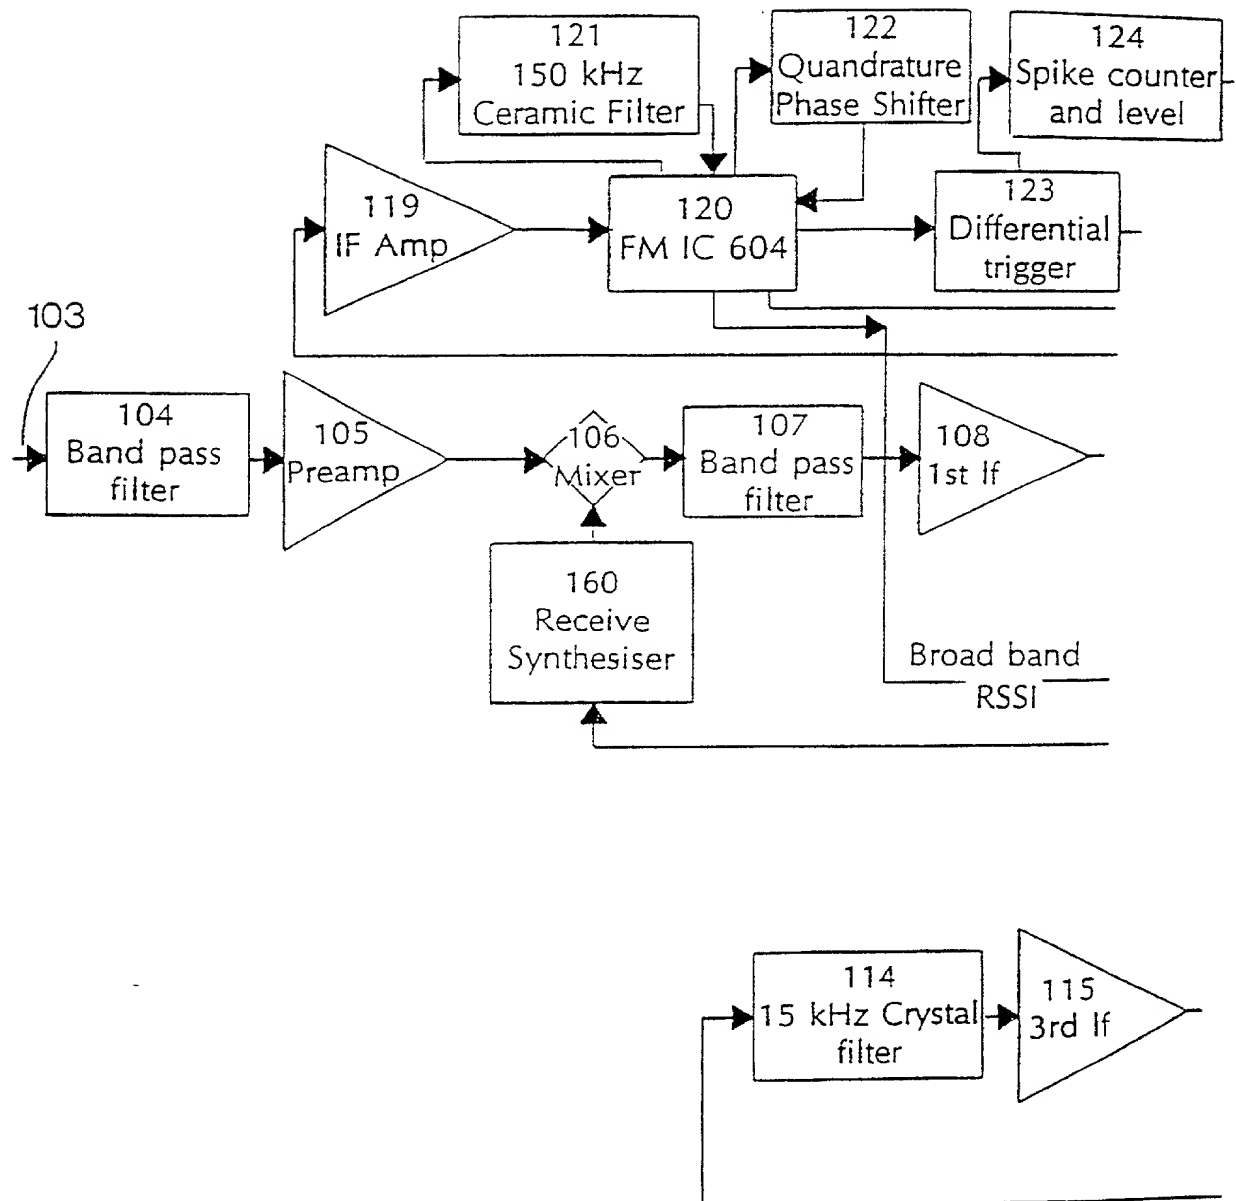 121
150 kHz
Ceramic Filter
122
Quandrature
Phase Shifter
124
Spike counter
and level
119
IF Amp
120
FM IC 604
123
Differential
trigger
103
104
Band pass
filter
105
Preamp
106
Mixer
107
Band pass
filter
108
1st If
160
Receive
Synthesiser
Broad band
RSSI
114
15 kHz Crystal
filter
115
3rd If